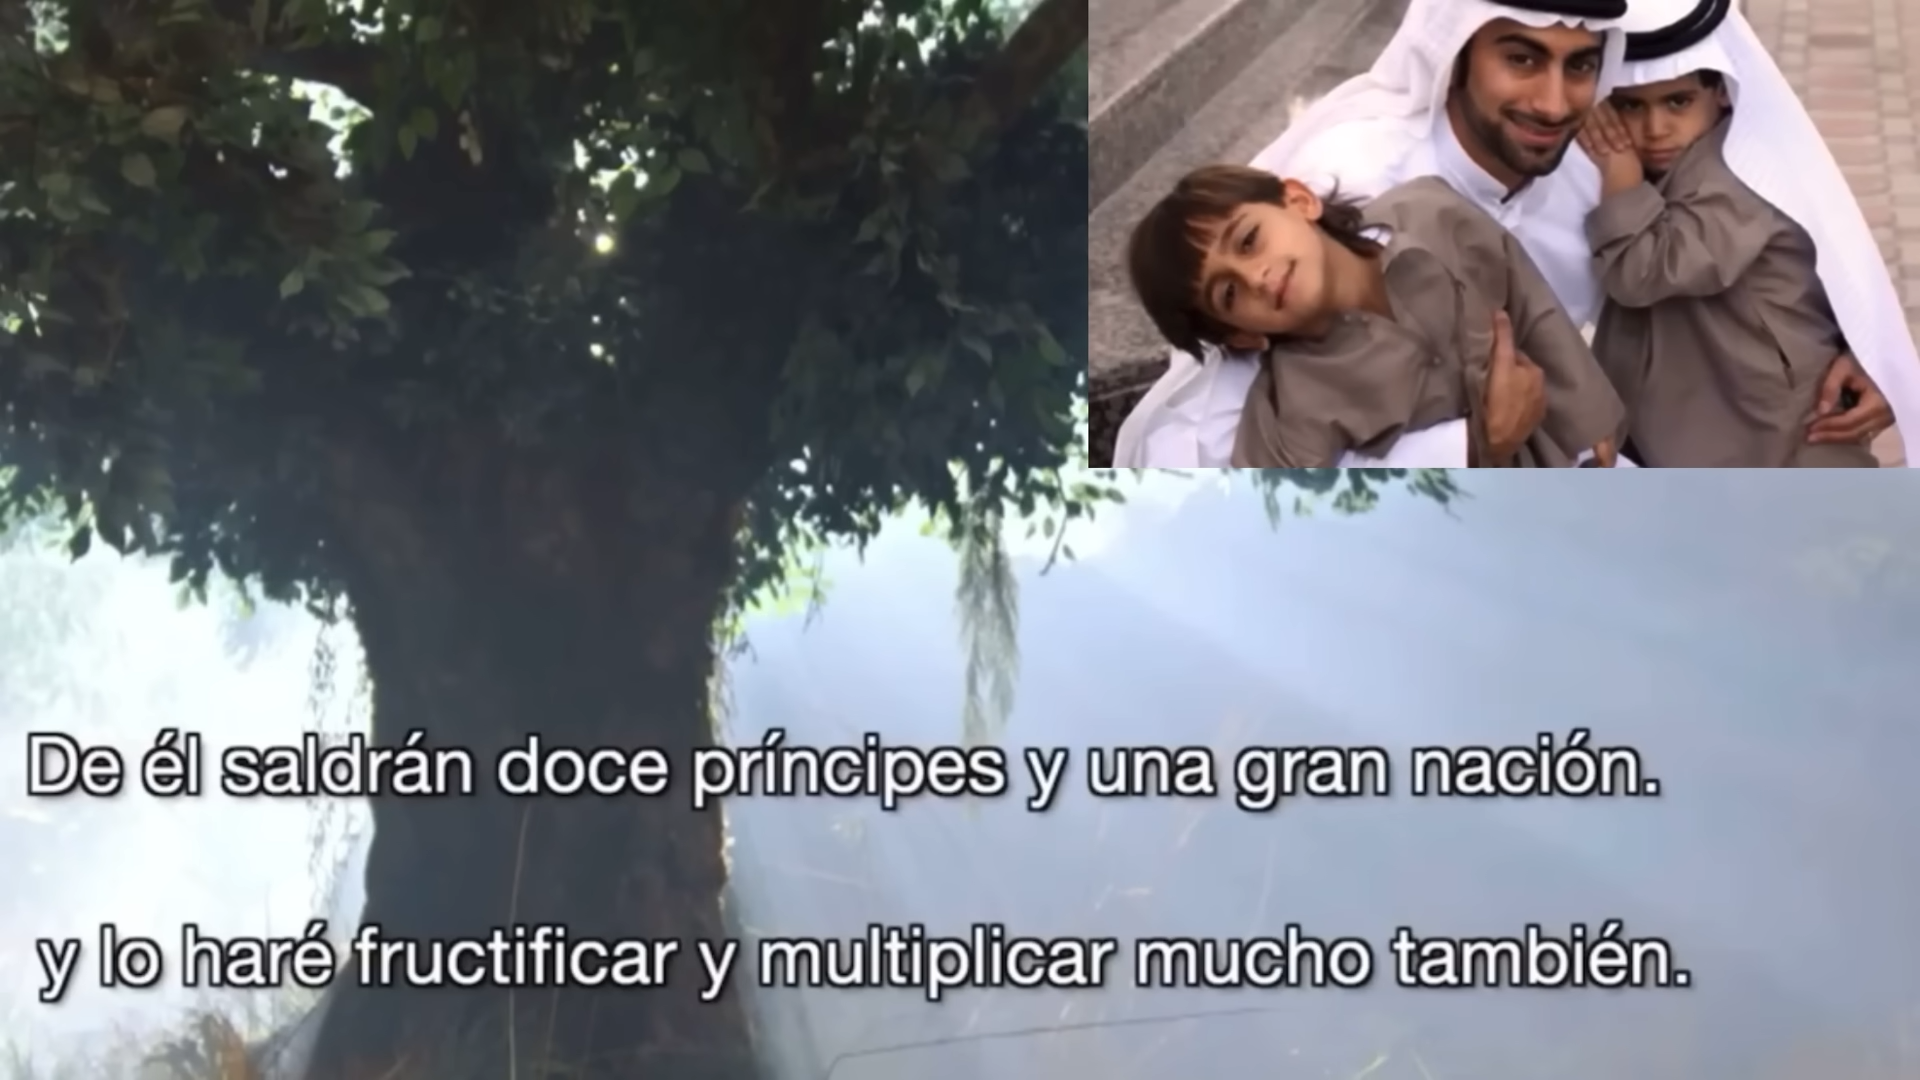 De él saldrán doce príncipes y una gran nación.
y lo haré fructificar y multiplicar mucho también.